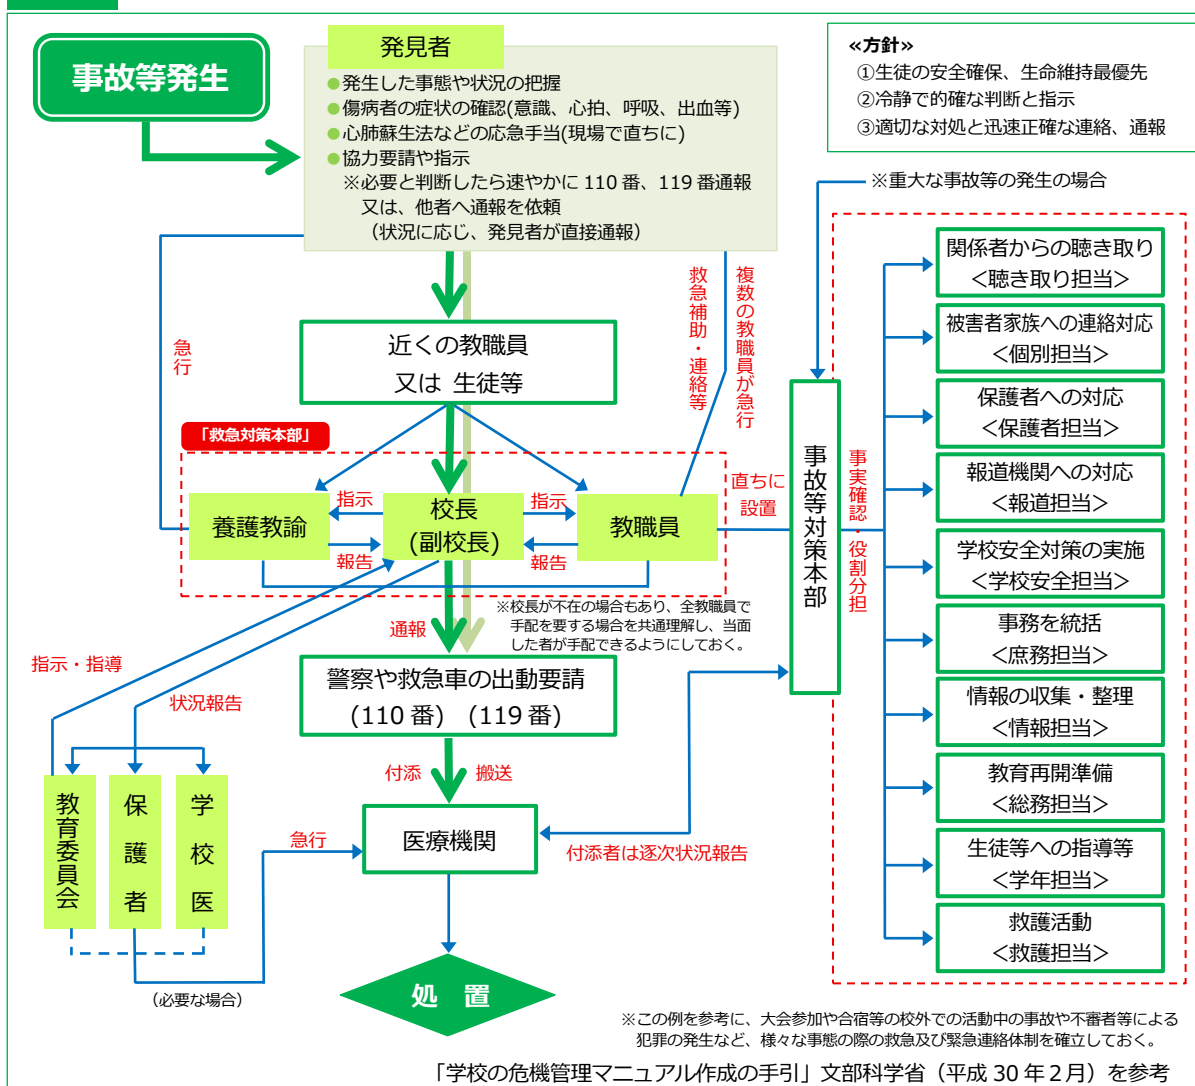 事故等発生
発見者
●発生した事態や状況の把握
●傷病者の症状の確認(意識、心拍、呼吸、出血等)
●心肺蘇生法などの応急手当(現場で直ちに)
●協力要請や指示
※必要と判断したら速やかに 110 番、119 番通報
又は、他者へ通報を依頼
（状況に応じ、発見者が直接通報）
≪方針≫
①生徒の安全確保、生命維持最優先
②冷静で的確な判断と指示
③適切な対処と迅速正確な連絡、通報
※重大な事故等の発生の場合
急行
救急補助・連絡等
複数の教職員が急行
近くの教職員
又は 生徒等
「救急対策本部」
養護教諭
指示
報告
校長
(副校長)
指示
報告
教職員
直ちに
設置
事故等対策本部
事実確認・役割分担
関係者からの聴き取り
＜聴き取り担当＞
被害者家族への連絡対応
＜個別担当＞
保護者への対応
＜保護者担当＞
報道機関への対応
＜報道担当＞
学校安全対策の実施
＜学校安全担当＞
事務を統括
＜庶務担当＞
情報の収集・整理
＜情報担当＞
教育再開準備
＜総務担当＞
生徒等への指導等
＜学年担当＞
救護活動
＜救護担当＞
※校長が不在の場合もあり、全教職員で
手配を要する場合を共通理解し、当面
した者が手配できるようにしておく。
通報
指示・指導
状況報告
警察や救急車の出動要請
(110 番) (119 番)
付添
搬送
教育委員会
保護者
学校医
急行
医療機関
付添者は逐次状況報告
(必要な場合)
処 置
※この例を参考に、大会参加や合宿等の校外での活動中の事故や不審者等による
犯罪の発生など、様々な事態の際の救急及び緊急連絡体制を確立しておく。
「学校の危機管理マニュアル作成の手引」文部科学省（平成 30 年 2 月）を参考